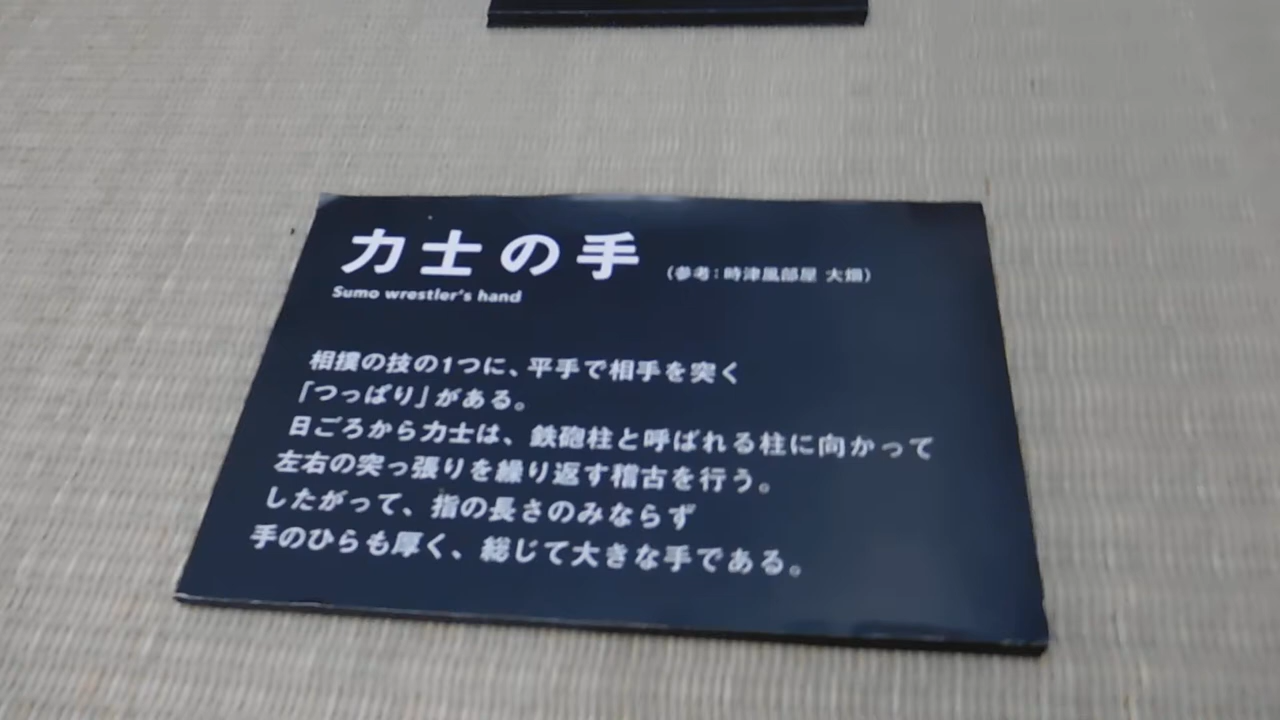 力士の手 (参考:時津風部屋 大畑)
Sumo wrestler's hand
相撲の技の1つに、平手で相手を突く
「つっぱり」がある。
日ごろから力士は、鉄砲柱と呼ばれる柱に向かって
左右の突っ張りを繰り返す稽古を行う。
したがって、指の長さのみならず
手のひらも厚く、総じて大きな手である。